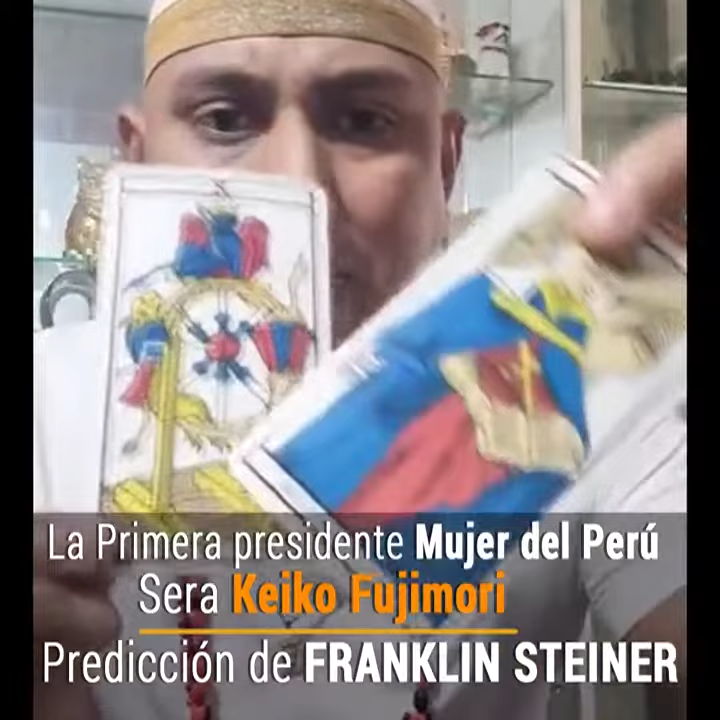 X
La Primera presidente Mujer del Perú
Sera Keiko Fujimori
Predicción de FRANKLIN STEINER